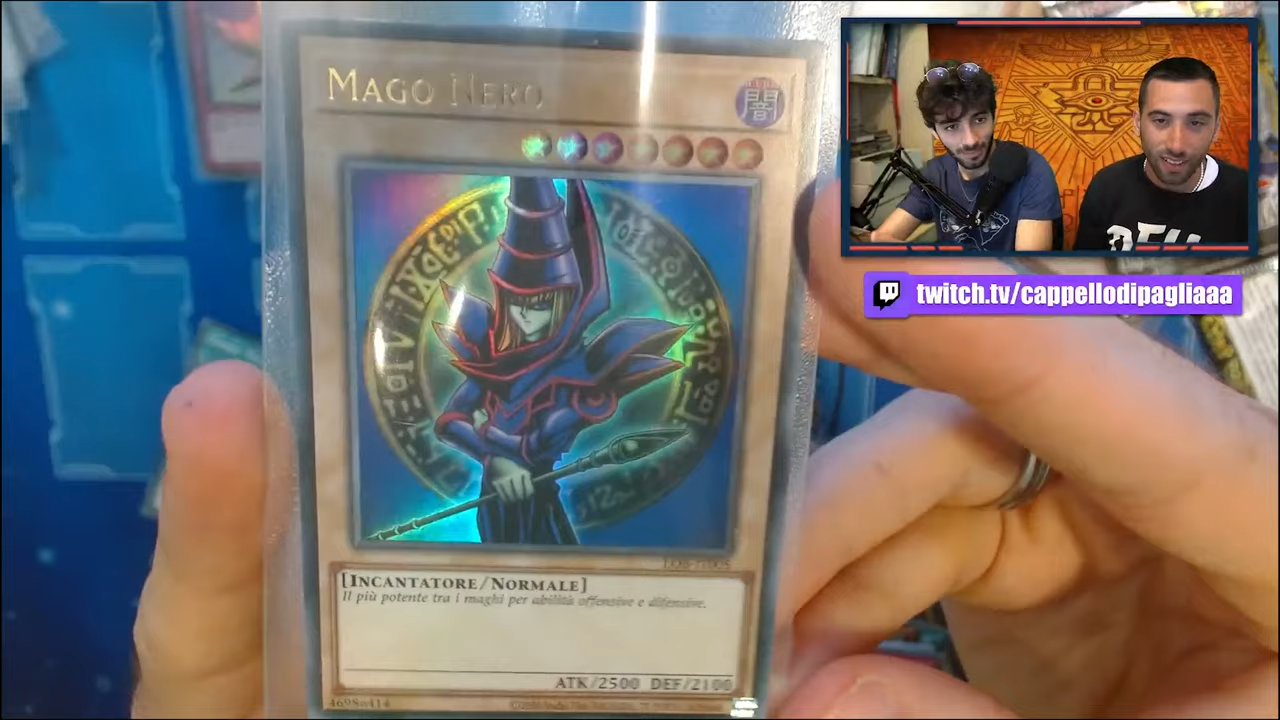 MAGO NERO
闇
twitch.tv/cappellodipagliaaa
[INCANTATORE/NORMALE]
Il più potente tra i maghi per abilità offensive e difensive.
ATK/2500 DEF/2100